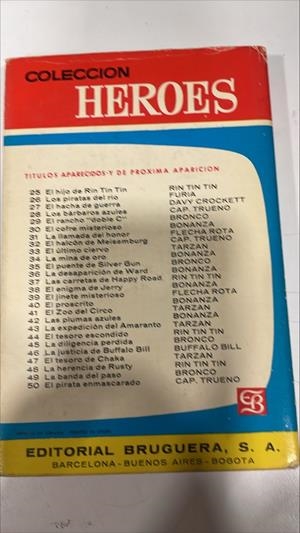 COLECCION
HEROES
TITULOS APARECIDOS Y DE PROXIMA APARICION
25 El hijo de Rin Tin Tin RIN TIN TIN
26 Los piratas del río FURIA
27 El hacha de guerra DAVY CROCKETT
28 Los bárbaros azules CAP. TRUENO
29 El rancho "doble C" BRONCO
30 El cofre misterioso BONANZA
31 La llamada del honor FLECHA ROTA
32 El halcón de Meisemburg CAP. TRUENO
33 El último ciervo TARZAN
34 La mina de oro BONANZA
35 El puente de Silver Gun BRONCO
36 La desaparición de Ward BONANZA
37 Las carretas de Happy Road RIN TIN TIN
38 El enigma de Jerry BONANZA
39 El jinete misterioso FLECHA ROTA
40 El proscrito BONANZA
41 El Zoo del Circo TARZAN
42 Las plumas azules BONANZA
43 La expedición del Amaranto TARZAN
44 El tesoro escondido RIN TIN TIN
45 La diligencia perdida BRONCO
46 La justicia de Buffalo Bill BUFFALO BILL
47 El tesoro de Chaka TARZAN
48 La herencia de Rusty RIN TIN TIN
49 La banda del paso BRONCO
50 El pirata enmascarado CAP. TRUENO
EB
EDITORIAL BRUGUERA, S. A.
BARCELONA - BUENOS AIRES - BOGOTA